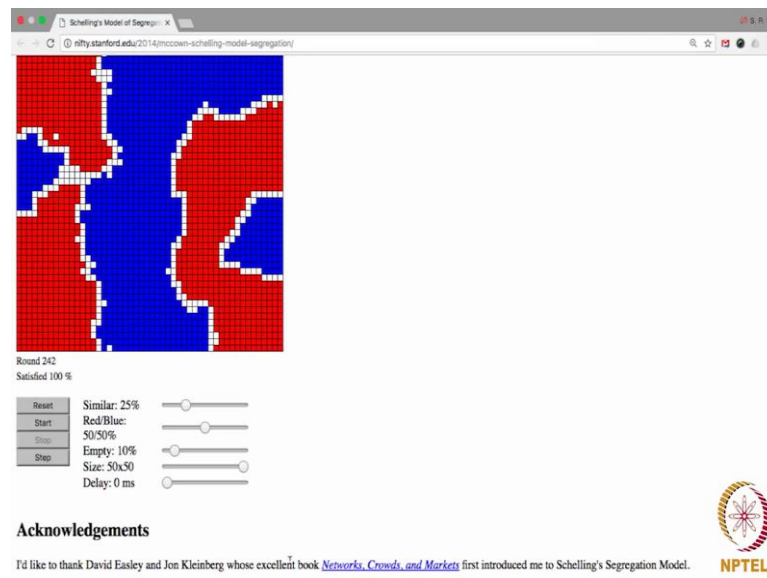 Schelling's Model of Segrega
S. R
nifty.stanford.edu/2014/mccown-schelling-model-segregation/
Round 242
Satisfied 100 %
Reset
Start
Stop
Step
Similar: 25%
Red/Blue:
50/50%
Empty: 10%
Size: 50x50
Delay: 0 ms
Acknowledgements
I'd like to thank David Easley and Jon Kleinberg whose excellent book Networks, Crowds, and Markets first introduced me to Schelling's Segregation Model.
NPTEL